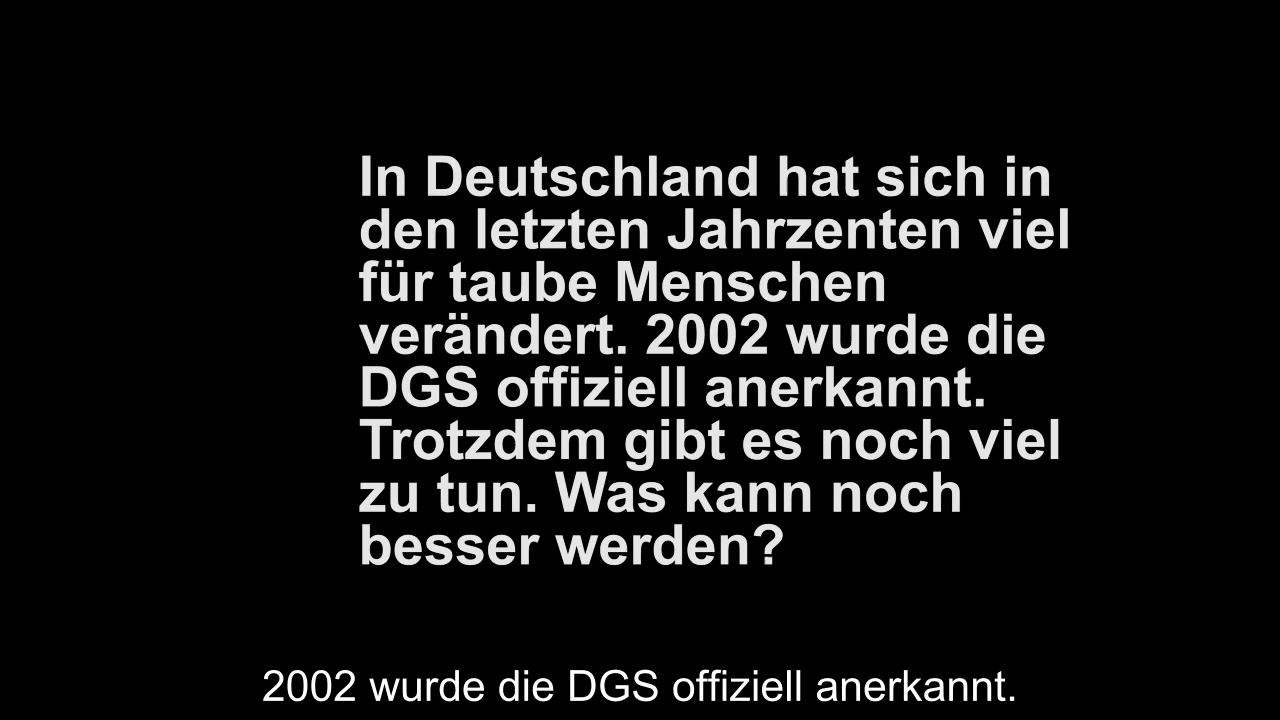 In Deutschland hat sich in
den letzten Jahrzenten viel
für taube Menschen
verändert. 2002 wurde die
DGS offiziell anerkannt.
Trotzdem gibt es noch viel
zu tun. Was kann noch
besser werden?
2002 wurde die DGS offiziell anerkannt.